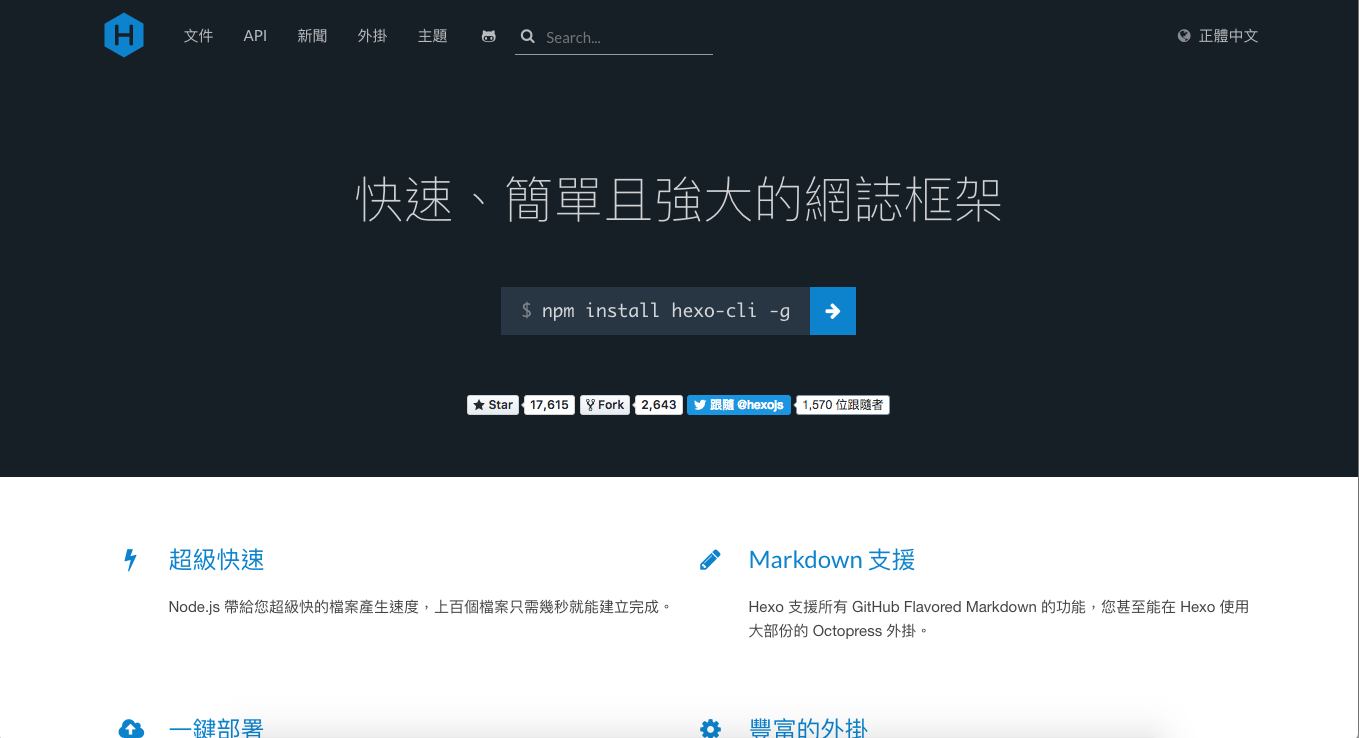 H 文件 API 新聞 外掛 主題 Search... 正體中文
快速、簡單且強大的網誌框架
$ npm install hexo-cli -g
Star 17,615 Fork 2,643 跟隨 @hexojs 1,570 位跟隨者
超級快速
Node.js 帶給您超級快的檔案產生速度，上百個檔案只需幾秒就能建立完成。
Markdown 支援
Hexo 支援所有 GitHub Flavored Markdown 的功能，您甚至能在 Hexo 使用
大部份的 Octopress 外掛。
一鍵部署
豐富的外掛